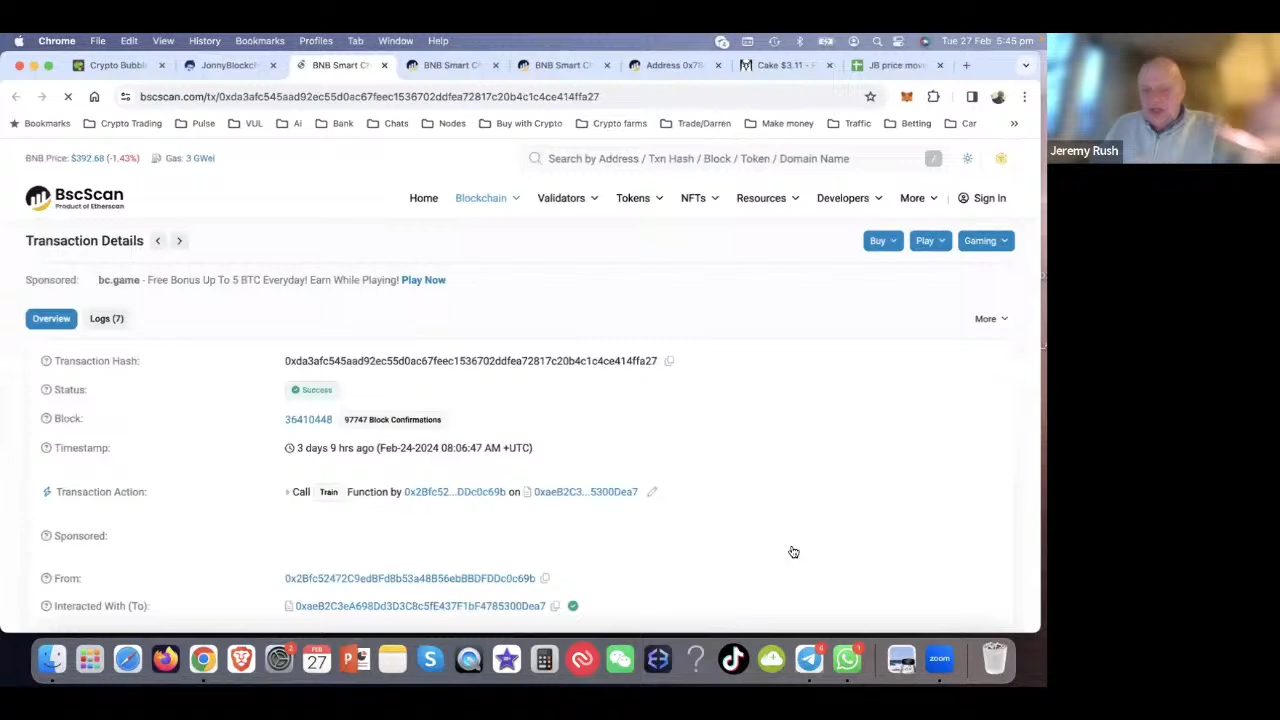 Chrome File Edit View History Bookmarks Profiles Tab Window Help Tue 27 Feb 5:45 pm
Crypto Bubbl JonnyBlockch BNB Smart Ch BNB Smart C BNB Smart C Address 0x78 Cake $3.11 - F JB price move
bscscan.com/tx/0xda3afc545aad92ec55d0ac67feec1536702ddfea72817c20b4c1c4ce414ffa27
Bookmarks Crypto Trading Pulse VUL Ai Bank Chats Nodes Buy with Crypto Crypto farms Trade/Darren Make money Traffic Betting Car »
Jeremy Rush
BNB Price: $392.68 (-1.43%) Gas: 3 GWei
Search by Address / Txn Hash / Block / Token / Domain Name /
BscScan
Product of Etherscan
Home Blockchain Validators Tokens NFTs Resources Developers More Sign In
Transaction Details < >
Buy Play Gaming
Sponsored: bc.game - Free Bonus Up To 5 BTC Everyday! Earn While Playing! Play Now
Overview Logs (7) More
Transaction Hash: 0xda3afc545aad92ec55d0ac67feec1536702ddfea72817c20b4c1c4ce414ffa27
Status: Success
Block: 36410448 97747 Block Confirmations
Timestamp: 3 days 9 hrs ago (Feb-24-2024 08:06:47 AM +UTC)
Transaction Action: Call Train Function by 0x2Bfc52...DDc0c69b on 0xaeB2C3...5300Dea7
Sponsored:
From: 0x2Bfc52472C9edBFd8b53a48B56ebBBDFDDc0c69b
Interacted With (To): 0xaeB2C3eA698Dd3D3C8c5fE437F1bF4785300Dea7
FEB
27
zoom